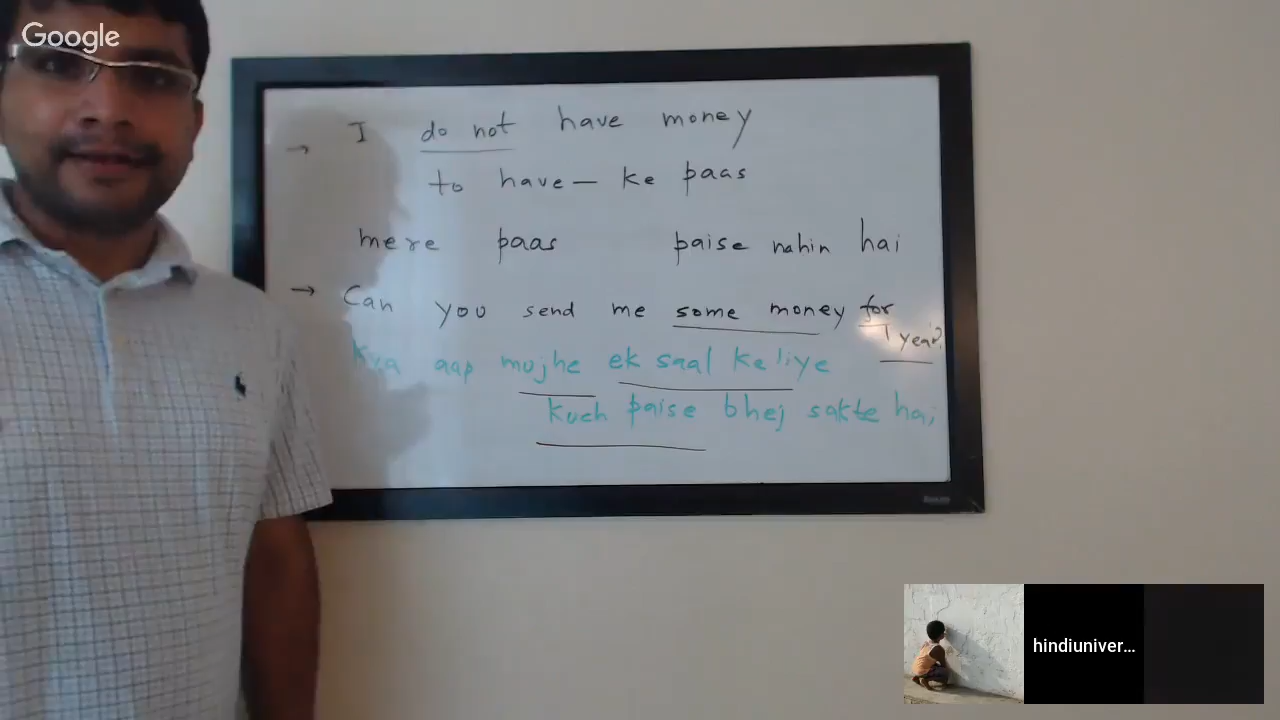 Google
→ I do not have money
to have — ke paas
mere paas paise nahin hai
→ Can you send me some money for
1 year?
Kya aap mujhe ek saal ke liye
kuch paise bhej sakte hai
hindiuniver...